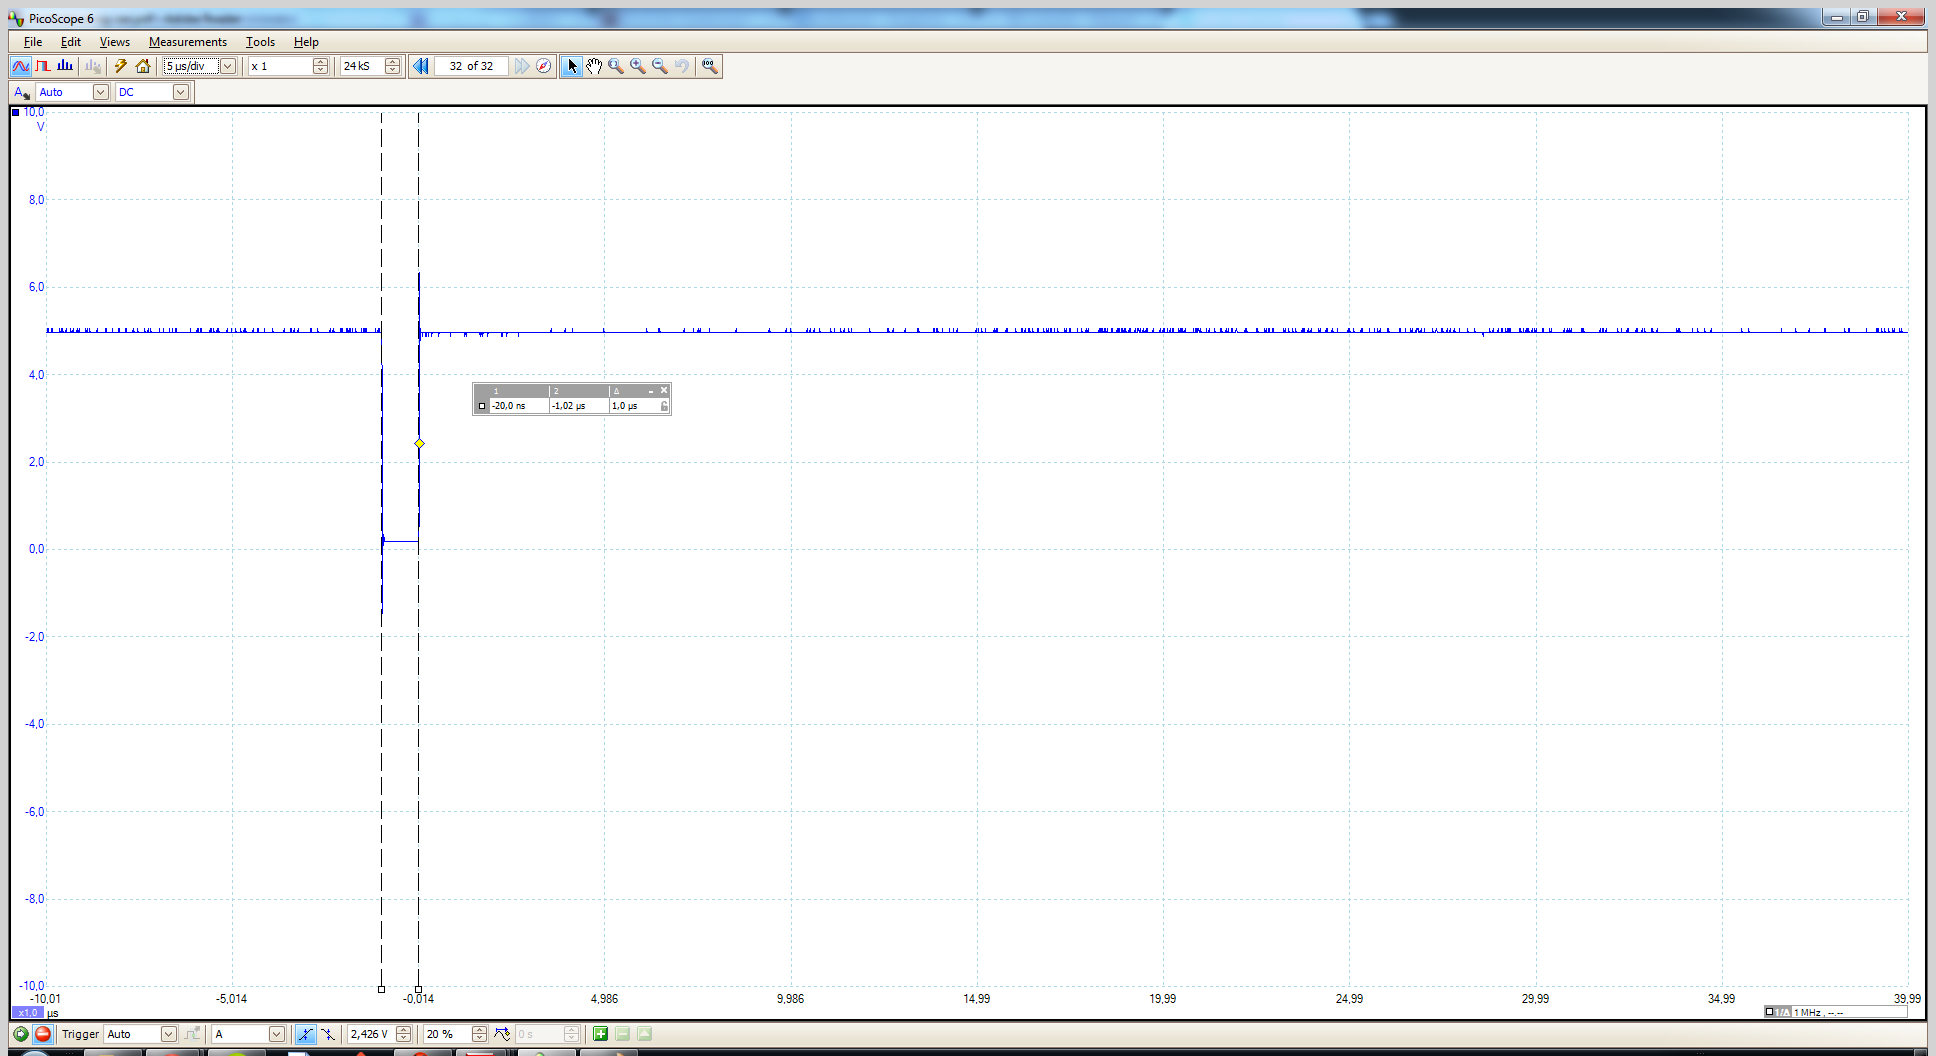 PicoScope 6
File Edit Views Measurements Tools Help
5 µs/div x 1 24 kS 32 of 32
A Auto DC
10,0
V
8,0
6,0
4,0
1 2 Δ
-20,0 ns -1,02 µs 1,0 µs
2,0
0,0
-2,0
-4,0
-6,0
-8,0
-10,0
-10,01 -5,014 -0,014 4,986 9,986 14,99 19,99 24,99 29,99 34,99 39,99
x1,0 µs 1/Δ 1 MHz , --.--
Trigger Auto A 2,426 V 20 % 0 s